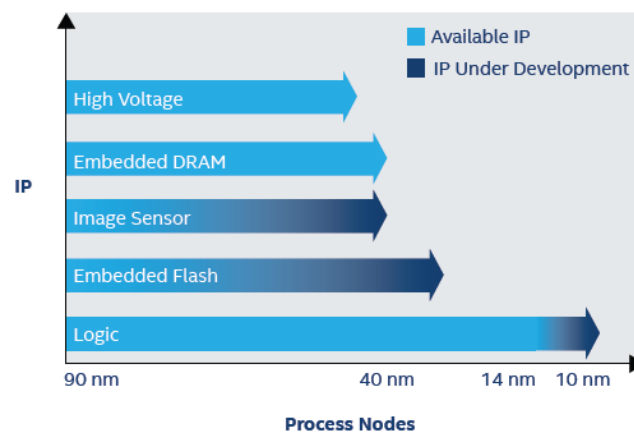 Available IP
IP Under Development
High Voltage
Embedded DRAM
IP
Image Sensor
Embedded Flash
Logic
90 nm
40 nm
14 nm
10 nm
Process Nodes